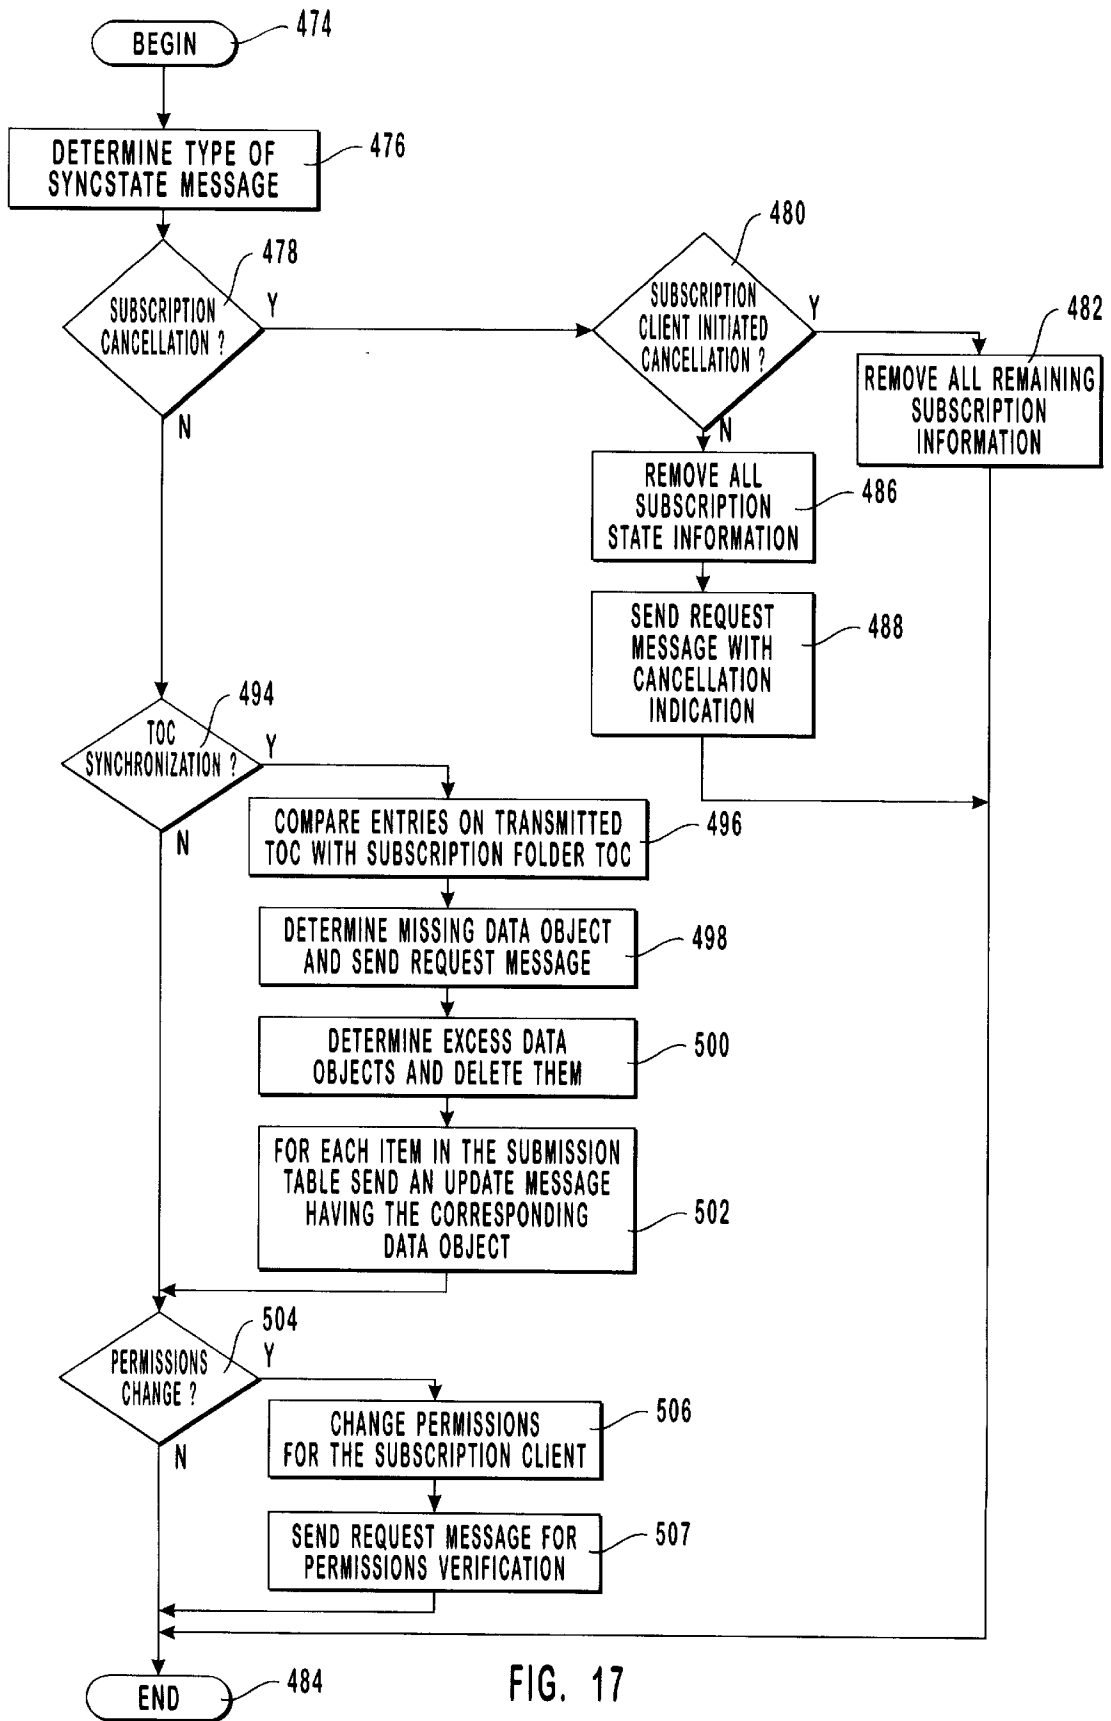 BEGIN
474
DETERMINE TYPE OF
SYNCSTATE MESSAGE
476
SUBSCRIPTION
CANCELLATION ?
478
Y
N
SUBSCRIPTION
CLIENT INITIATED
CANCELLATION ?
480
Y
N
REMOVE ALL REMAINING
SUBSCRIPTION
INFORMATION
482
REMOVE ALL
SUBSCRIPTION
STATE INFORMATION
486
SEND REQUEST
MESSAGE WITH
CANCELLATION
INDICATION
488
TOC
SYNCHRONIZATION ?
494
Y
N
COMPARE ENTRIES ON TRANSMITTED
TOC WITH SUBSCRIPTION FOLDER TOC
496
DETERMINE MISSING DATA OBJECT
AND SEND REQUEST MESSAGE
498
DETERMINE EXCESS DATA
OBJECTS AND DELETE THEM
500
FOR EACH ITEM IN THE SUBMISSION
TABLE SEND AN UPDATE MESSAGE
HAVING THE CORRESPONDING
DATA OBJECT
502
PERMISSIONS
CHANGE ?
504
Y
N
CHANGE PERMISSIONS
FOR THE SUBSCRIPTION CLIENT
506
SEND REQUEST MESSAGE FOR
PERMISSIONS VERIFICATION
507
END
484
FIG. 17